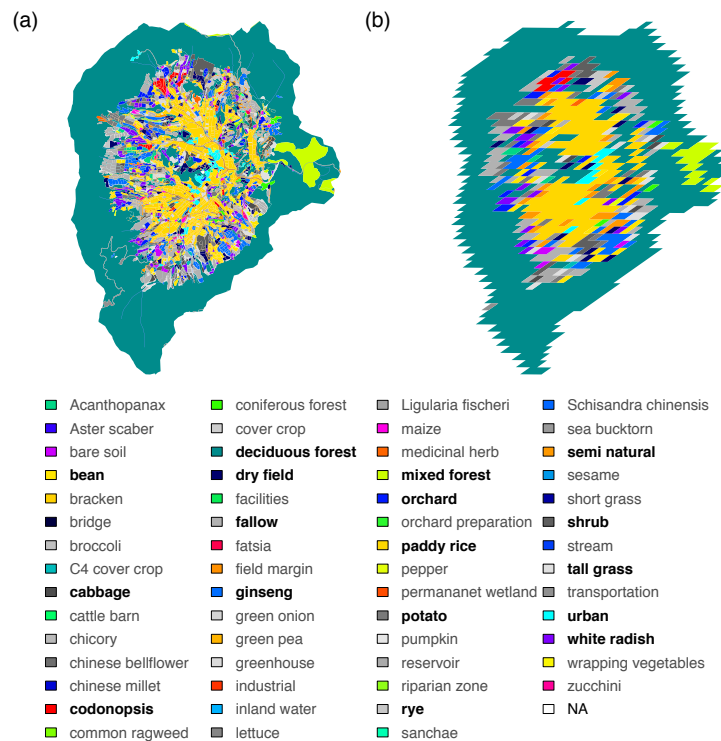 (a) (b)
Acanthopanax coniferous forest Ligularia fischeri Schisandra chinensis
Aster scaber cover crop maize sea bucktorn
bare soil deciduous forest medicinal herb semi natural
bean dry field mixed forest sesame
bracken facilities orchard short grass
bridge fallow orchard preparation shrub
broccoli fatsia paddy rice stream
C4 cover crop field margin pepper tall grass
cabbage ginseng permananet wetland transportation
cattle barn green onion potato urban
chicory green pea pumpkin white radish
chinese bellflower greenhouse reservoir wrapping vegetables
chinese millet industrial riparian zone zucchini
codonopsis inland water rye NA
common ragweed lettuce sanchae